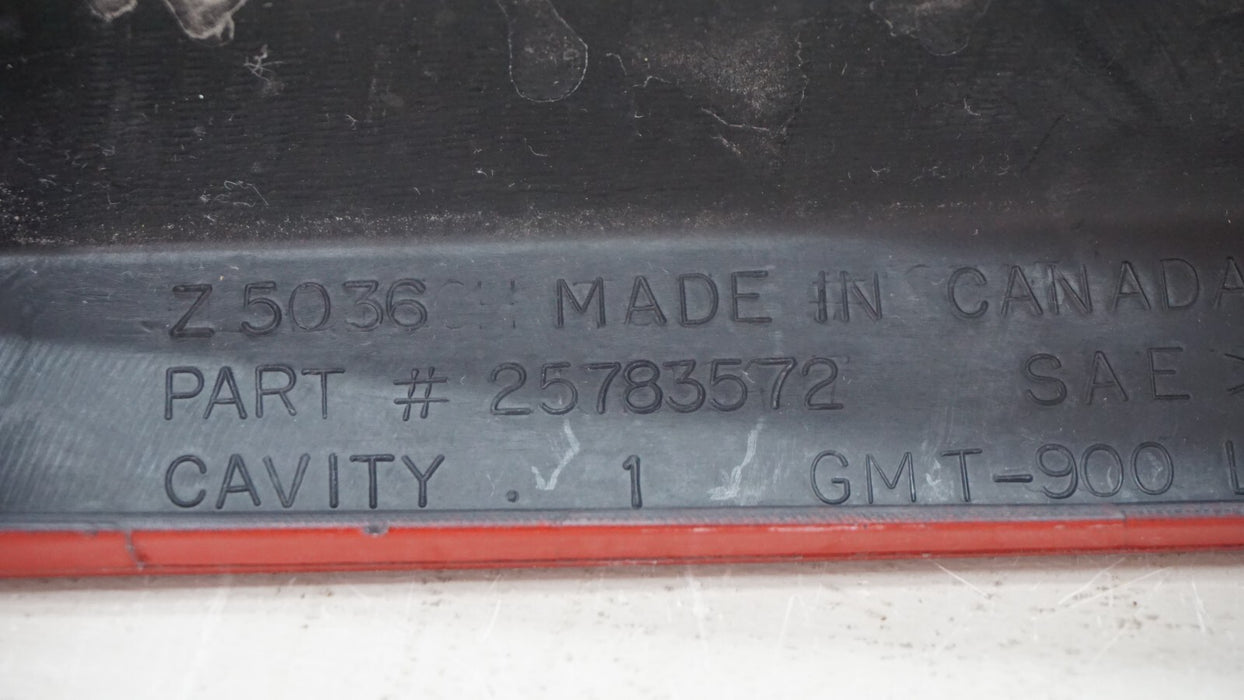 Z 5036 MADE IN CANADA
PART # 25783572 SAE >
CAVITY . 1 GMT-900 L